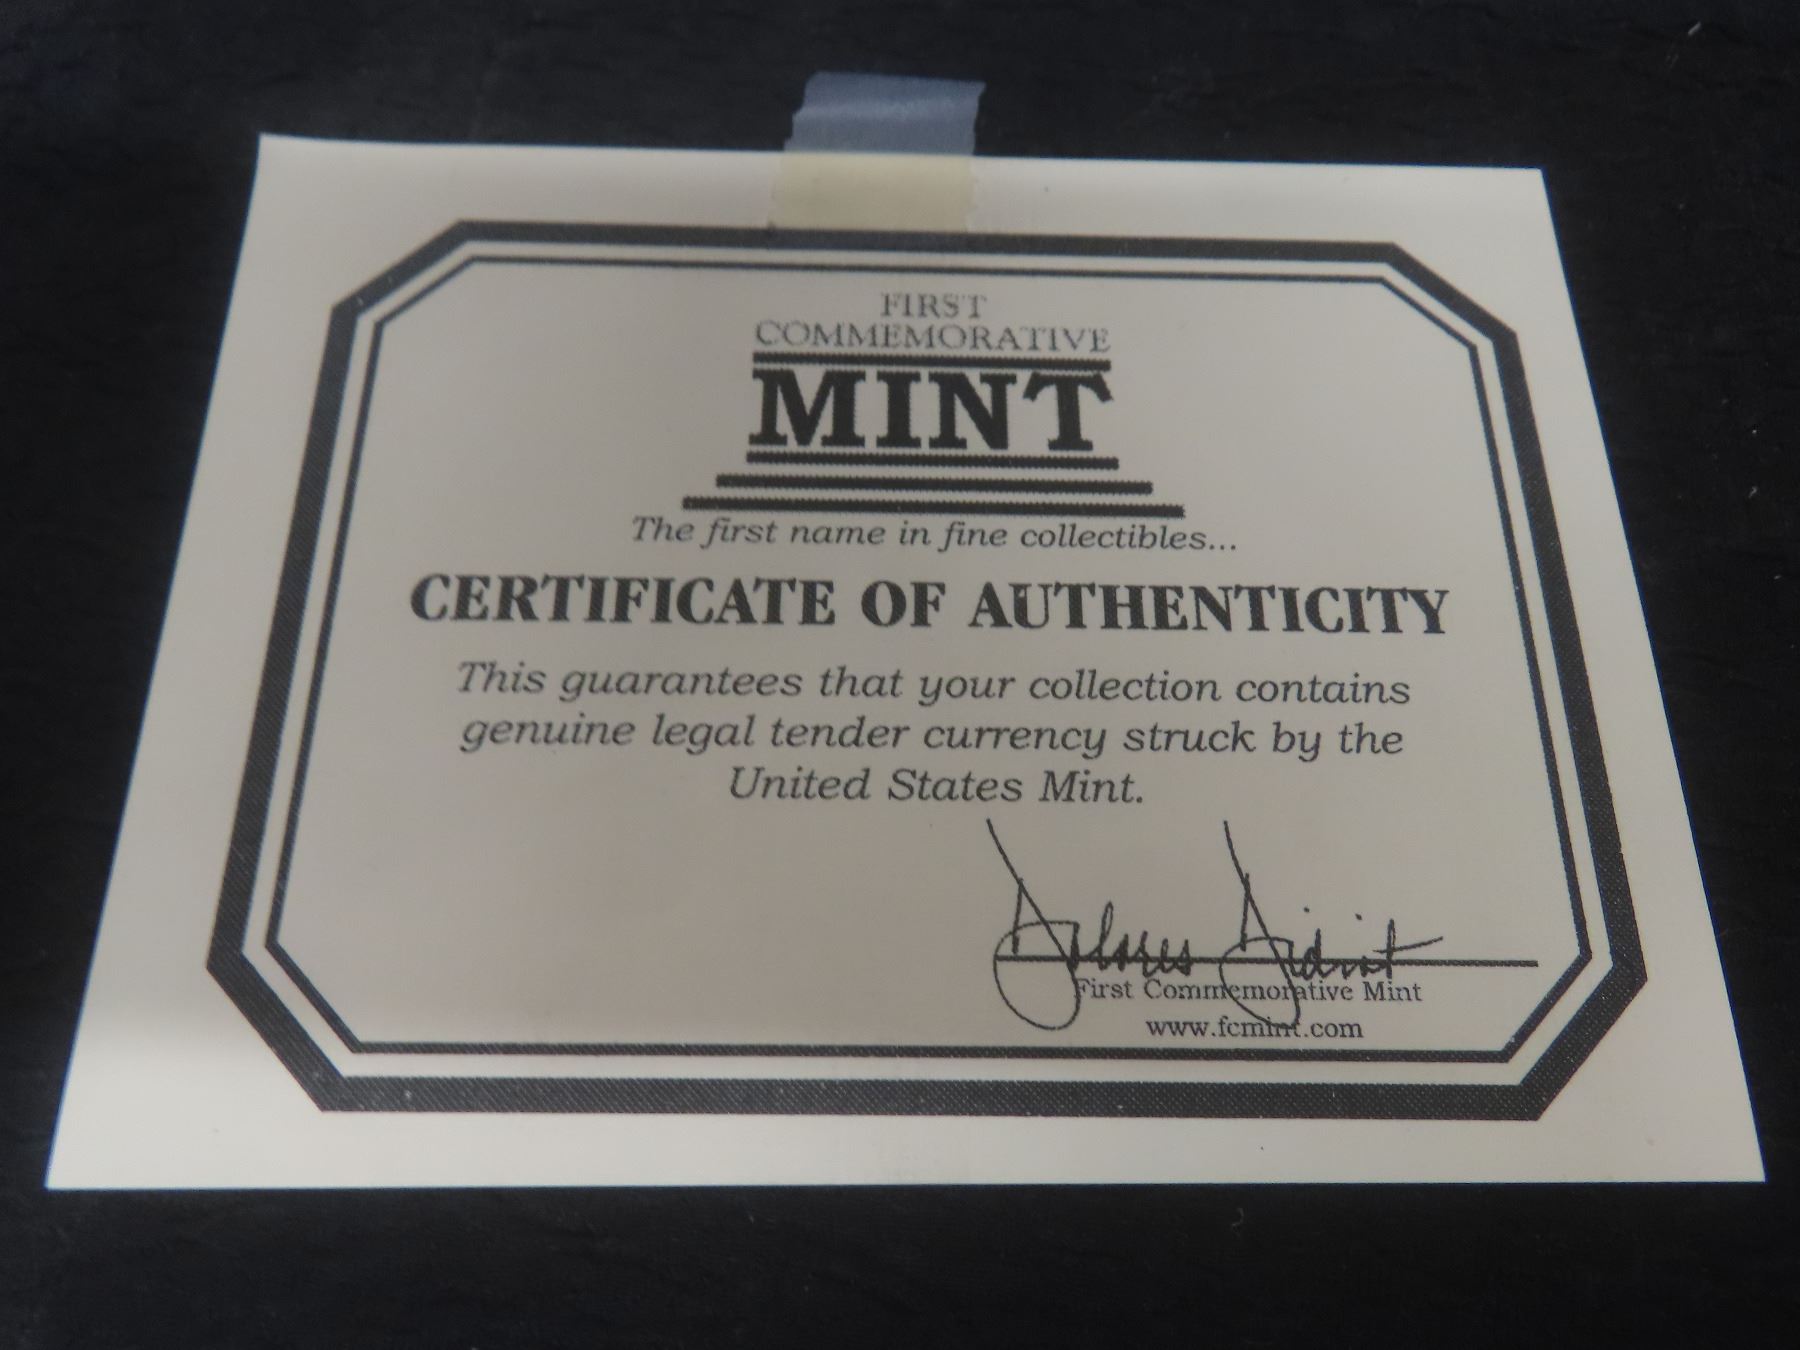 FIRST
COMMEMORATIVE
MINT
The first name in fine collectibles...
CERTIFICATE OF AUTHENTICITY
This guarantees that your collection contains
genuine legal tender currency struck by the
United States Mint.
Dolores
First Commemorative Mint
www.fcmint.com